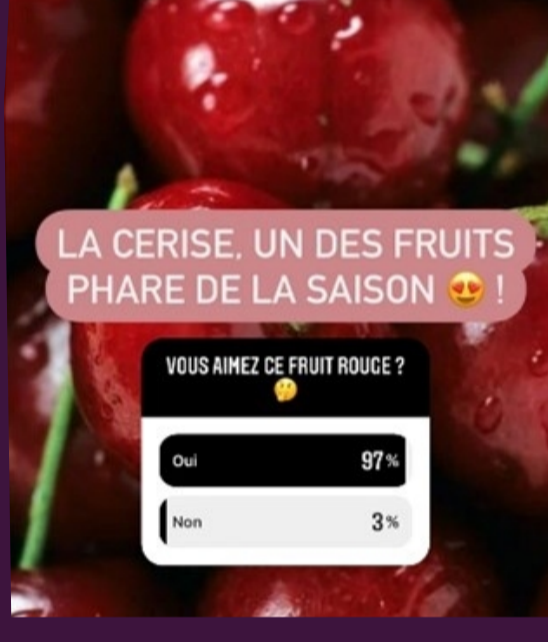 LA CERISE, UN DES FRUITS
PHARE DE LA SAISON 😍 !
VOUS AIMEZ CE FRUIT ROUGE ?
🤔
Oui 97%
Non 3%